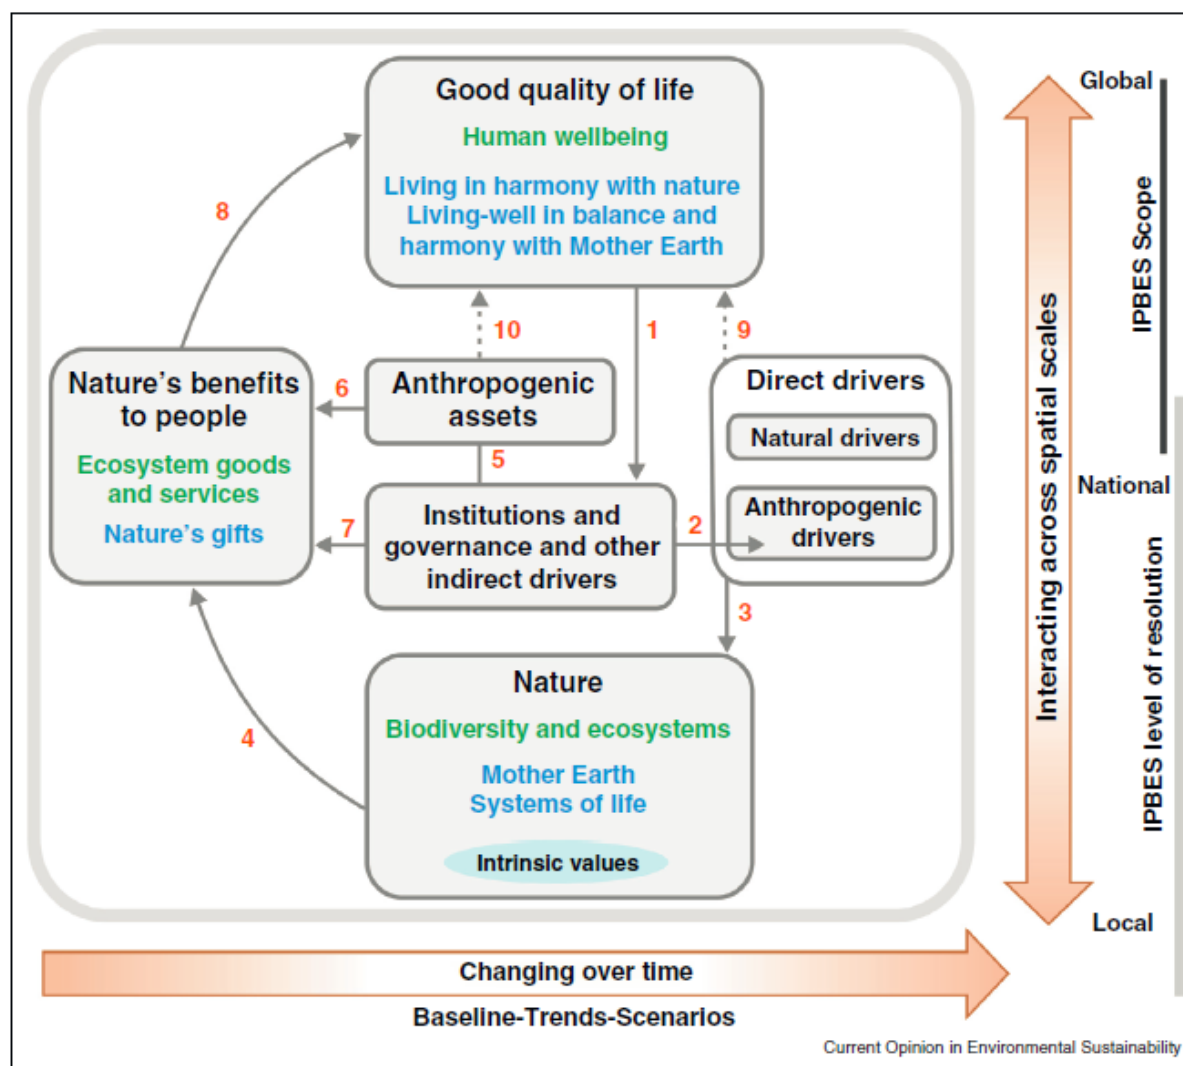 Good quality of life
Human wellbeing
Living in harmony with nature
Living-well in balance and
harmony with Mother Earth
8
10
1
9
Nature's benefits
to people
Ecosystem goods
and services
Nature's gifts
6
Anthropogenic
assets
5
7
Institutions and
governance and other
indirect drivers
2
Direct drivers
Natural drivers
Anthropogenic
drivers
3
4
Nature
Biodiversity and ecosystems
Mother Earth
Systems of life
Intrinsic values
Interacting across spatial scales
Global
IPBES Scope
National
IPBES level of resolution
Local
Changing over time
Baseline-Trends-Scenarios
Current Opinion in Environmental Sustainability